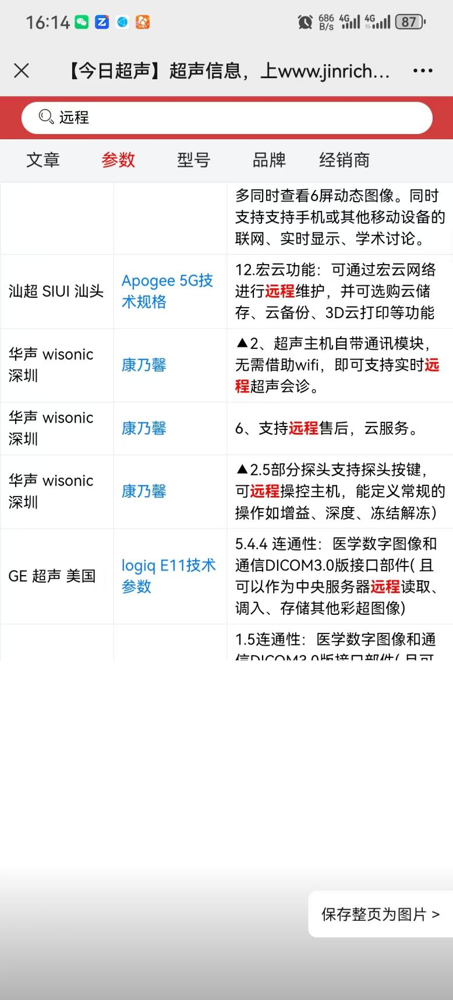 16:14
686 B/s 4G 4G 87
【今日超声】超声信息，上www.jinrich...
远程
文章 参数 型号 品牌 经销商
多同时查看6屏动态图像。同时
支持支持手机或其他移动设备的
联网、实时显示、学术讨论。
汕超 SIUI 汕头
Apogee 5G技
术规格
12.宏云功能：可通过宏云网络
进行远程维护，并可选购云储
存、云备份、3D云打印等功能
华声 wisonic
深圳
康乃馨
▲2、超声主机自带通讯模块，
无需借助wifi，即可支持实时远
程超声会诊。
华声 wisonic
深圳
康乃馨
6、支持远程售后，云服务。
华声 wisonic
深圳
康乃馨
▲2.5部分探头支持探头按键，
可远程操控主机，能定义常规的
操作如增益、深度、冻结解冻）
GE 超声 美国
logiq E11技术
参数
5.4.4 连通性：医学数字图像和
通信DICOM3.0版接口部件( 且
可以作为中央服务器远程读取、
调入、存储其他彩超图像)
1.5连通性：医学数字图像和通
信DICOM3.0版接口部件( 且可
保存整页为图片 >